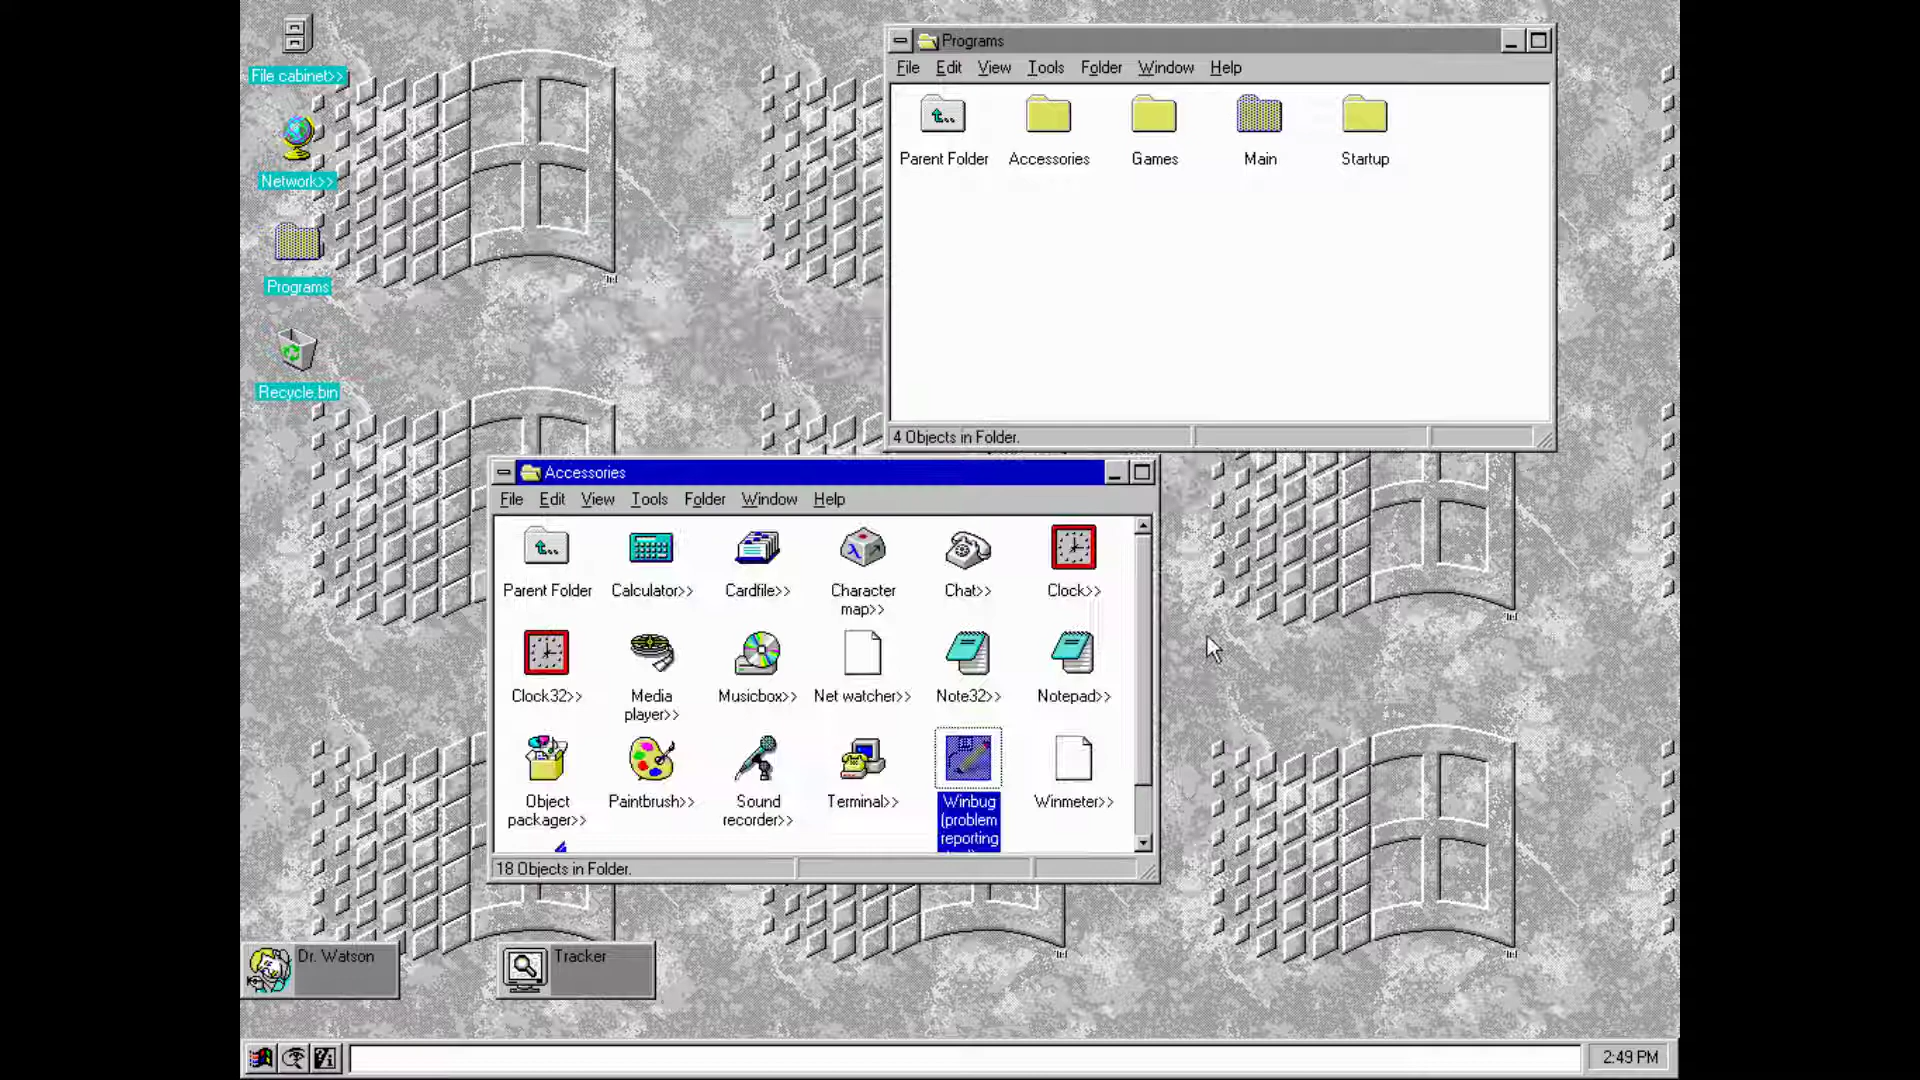 File cabinet>>
Network>>
Programs
Recycle.bin
Programs
File Edit View Tools Folder Window Help
Parent Folder
Accessories
Games
Main
Startup
4 Objects in Folder.
Accessories
File Edit View Tools Folder Window Help
Parent Folder
Calculator>>
Cardfile>>
Character
map>>
Chat>>
Clock>>
Clock32>>
Media
player>>
Musicbox>>
Net watcher>>
Note32>>
Notepad>>
Object
packager>>
Paintbrush>>
Sound
recorder>>
Terminal>>
Winbug
(problem
reporting
Winmeter>>
18 Objects in Folder.
Dr. Watson
Tracker
2:49 PM